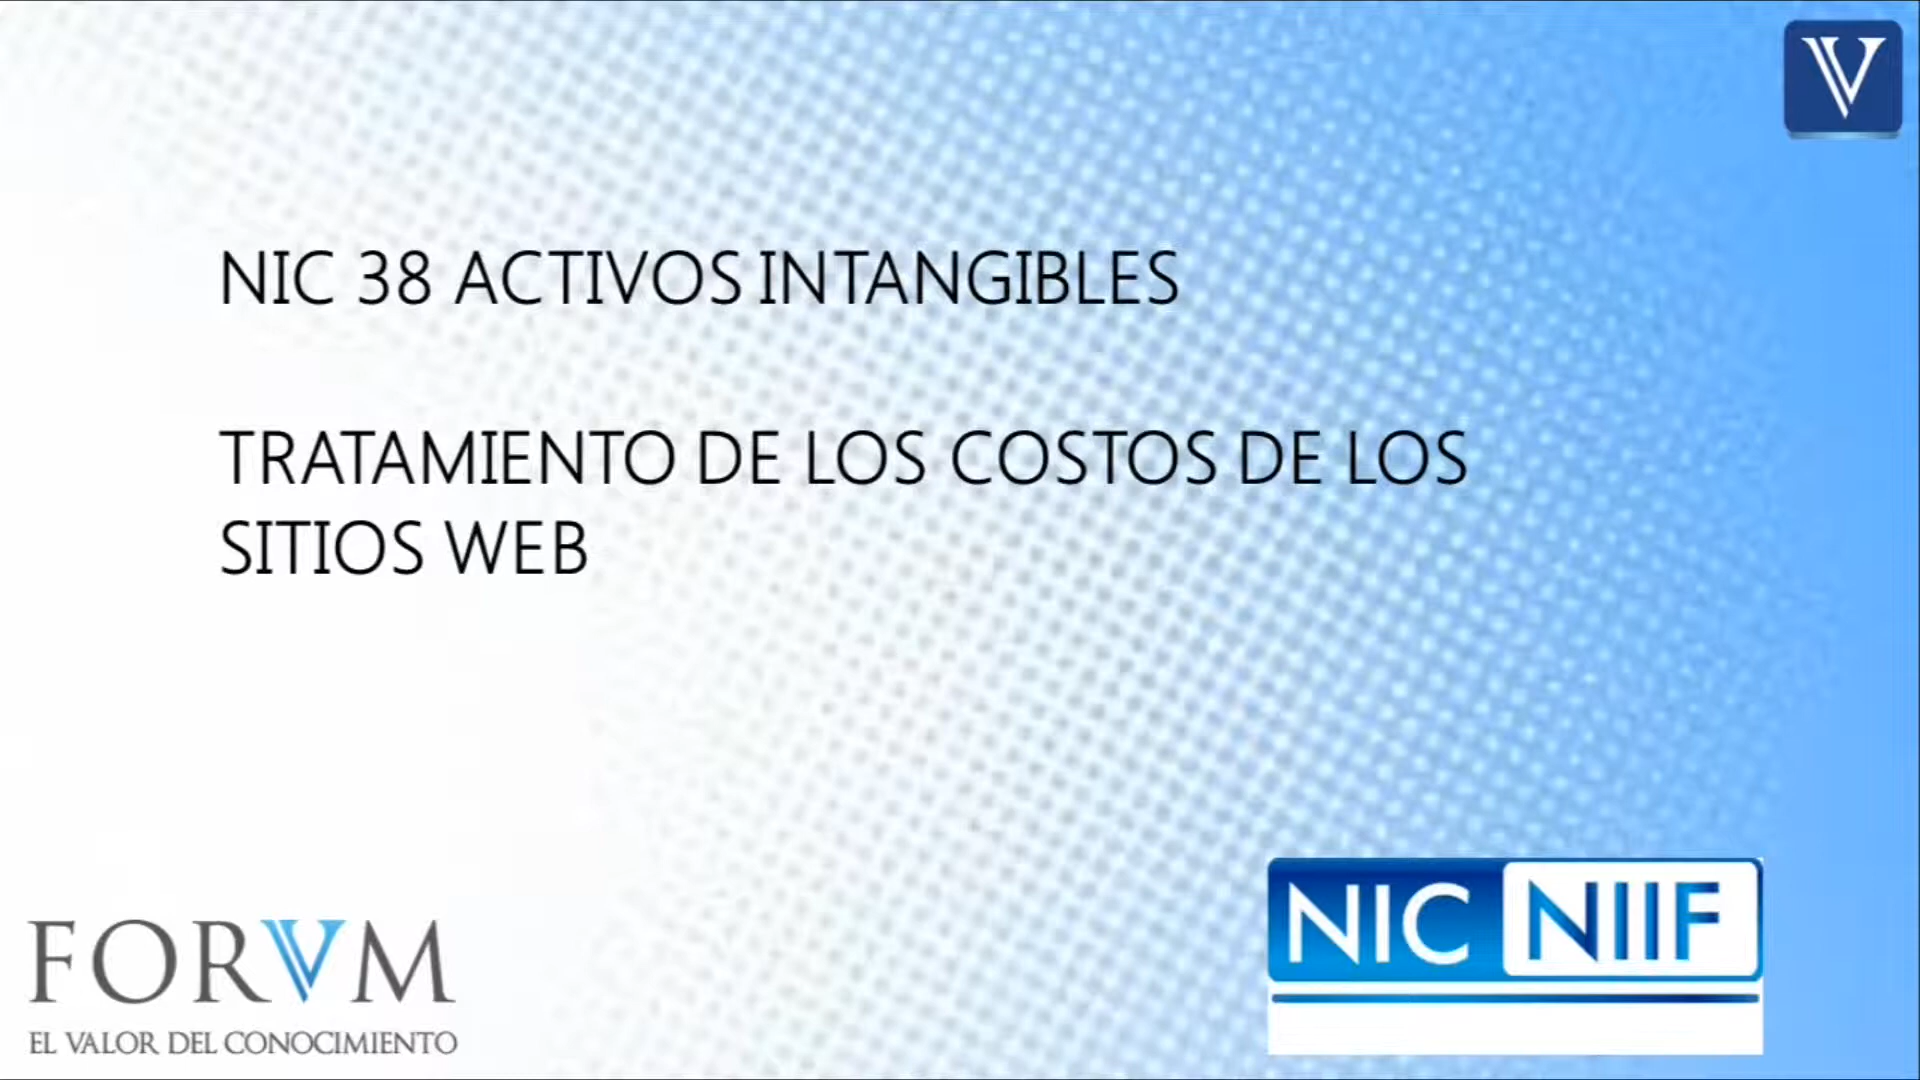 V
NIC 38 ACTIVOS INTANGIBLES
TRATAMIENTO DE LOS COSTOS DE LOS
SITIOS WEB
FORVM
EL VALOR DEL CONOCIMIENTO
NIC NIIF